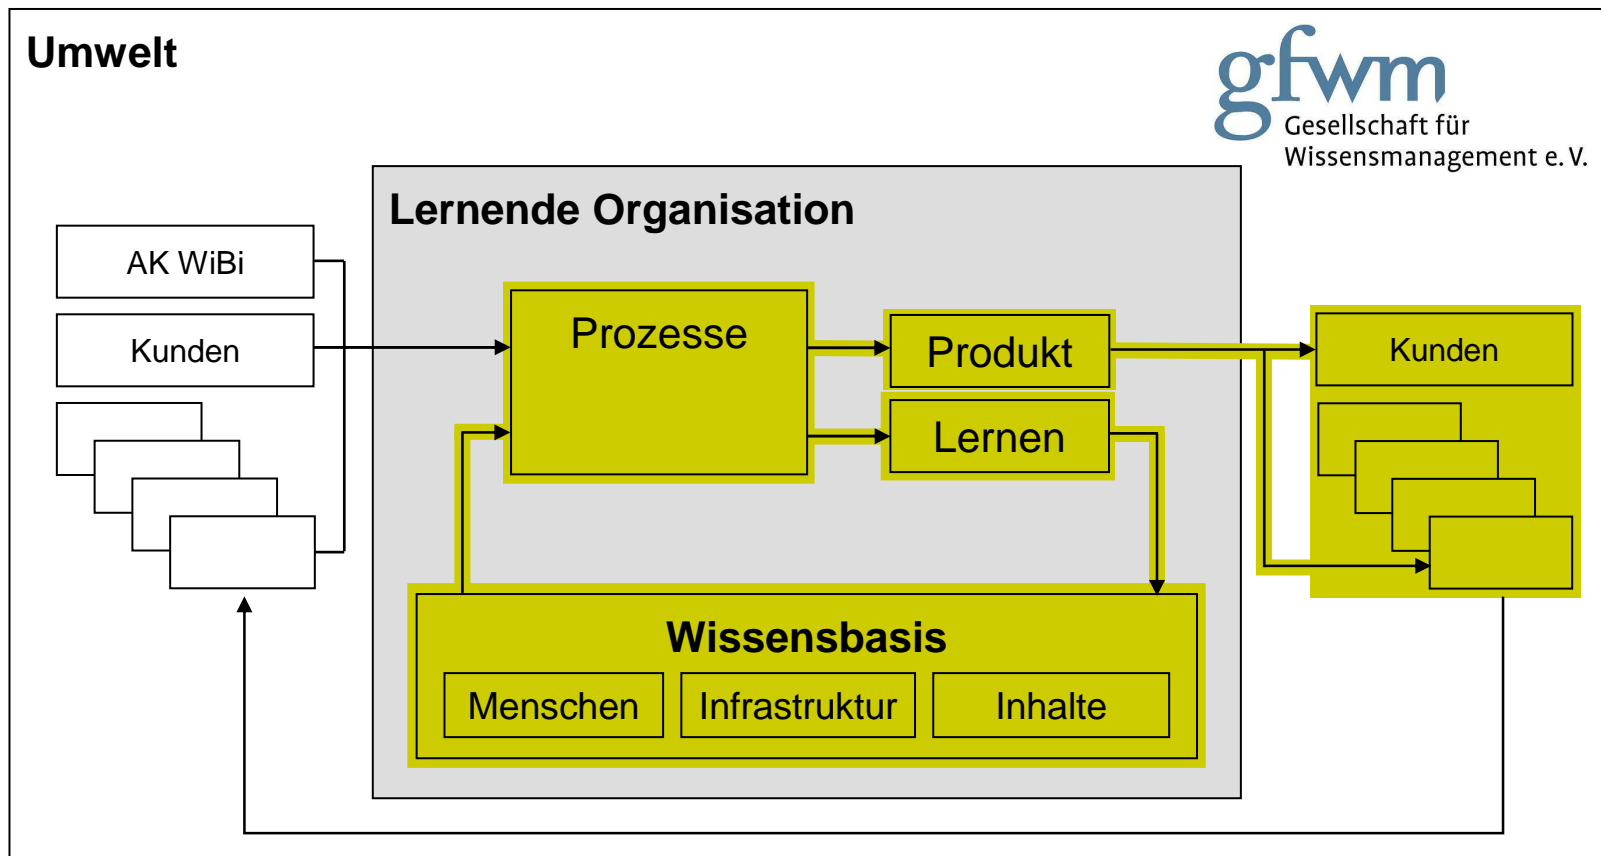 Umwelt
gfwm
Gesellschaft für
Wissensmanagement e. V.
Lernende Organisation
AK WiBi
Kunden
Prozesse
Produkt
Lernen
Kunden
Wissensbasis
Menschen
Infrastruktur
Inhalte